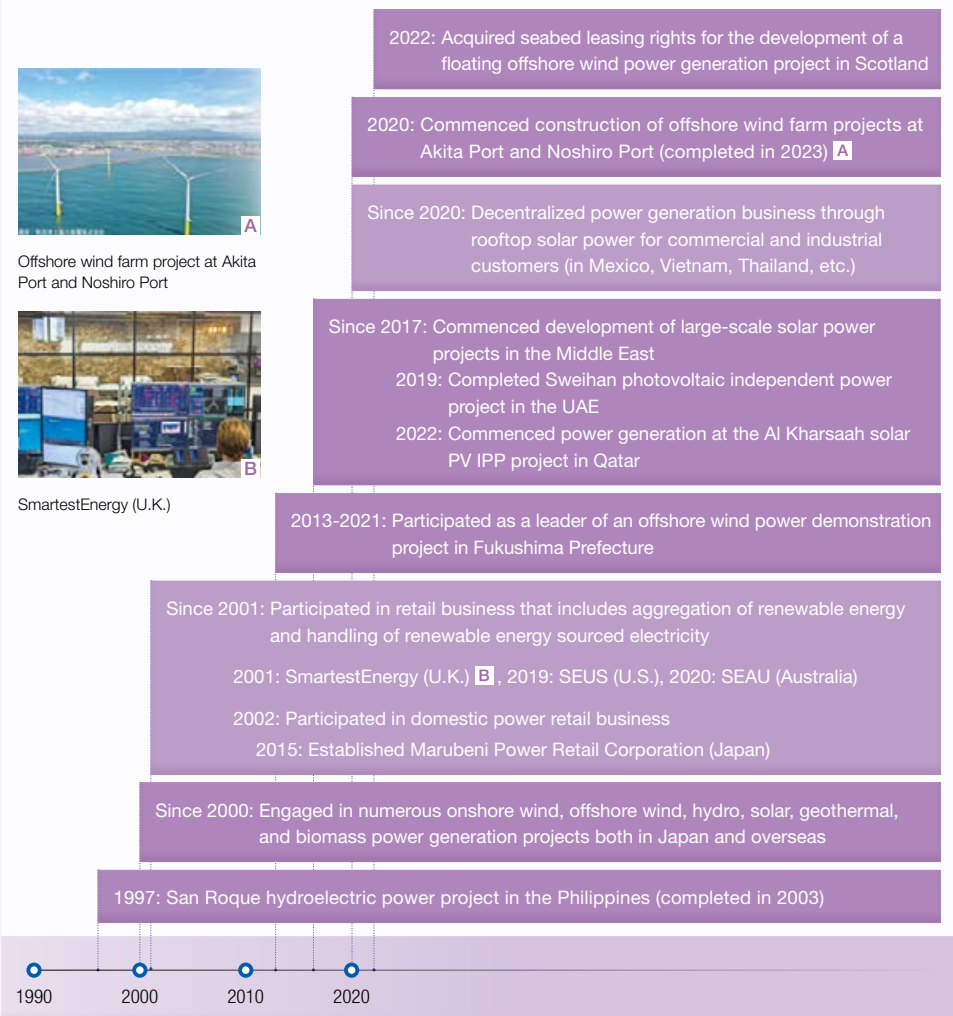 2022: Acquired seabed leasing rights for the development of a
floating offshore wind power generation project in Scotland
2020: Commenced construction of offshore wind farm projects at
Akita Port and Noshiro Port (completed in 2023) A
Since 2020: Decentralized power generation business through
rooftop solar power for commercial and industrial
customers (in Mexico, Vietnam, Thailand, etc.)
A
Offshore wind farm project at Akita
Port and Noshiro Port
Since 2017: Commenced development of large-scale solar power
projects in the Middle East
2019: Completed Sweihan photovoltaic independent power
project in the UAE
2022: Commenced power generation at the Al Kharsaah solar
PV IPP project in Qatar
B
SmartestEnergy (U.K.)
2013-2021: Participated as a leader of an offshore wind power demonstration
project in Fukushima Prefecture
Since 2001: Participated in retail business that includes aggregation of renewable energy
and handling of renewable energy sourced electricity
2001: SmartestEnergy (U.K.) B, 2019: SEUS (U.S.), 2020: SEAU (Australia)
2002: Participated in domestic power retail business
2015: Established Marubeni Power Retail Corporation (Japan)
Since 2000: Engaged in numerous onshore wind, offshore wind, hydro, solar, geothermal,
and biomass power generation projects both in Japan and overseas
1997: San Roque hydroelectric power project in the Philippines (completed in 2003)
1990 2000 2010 2020